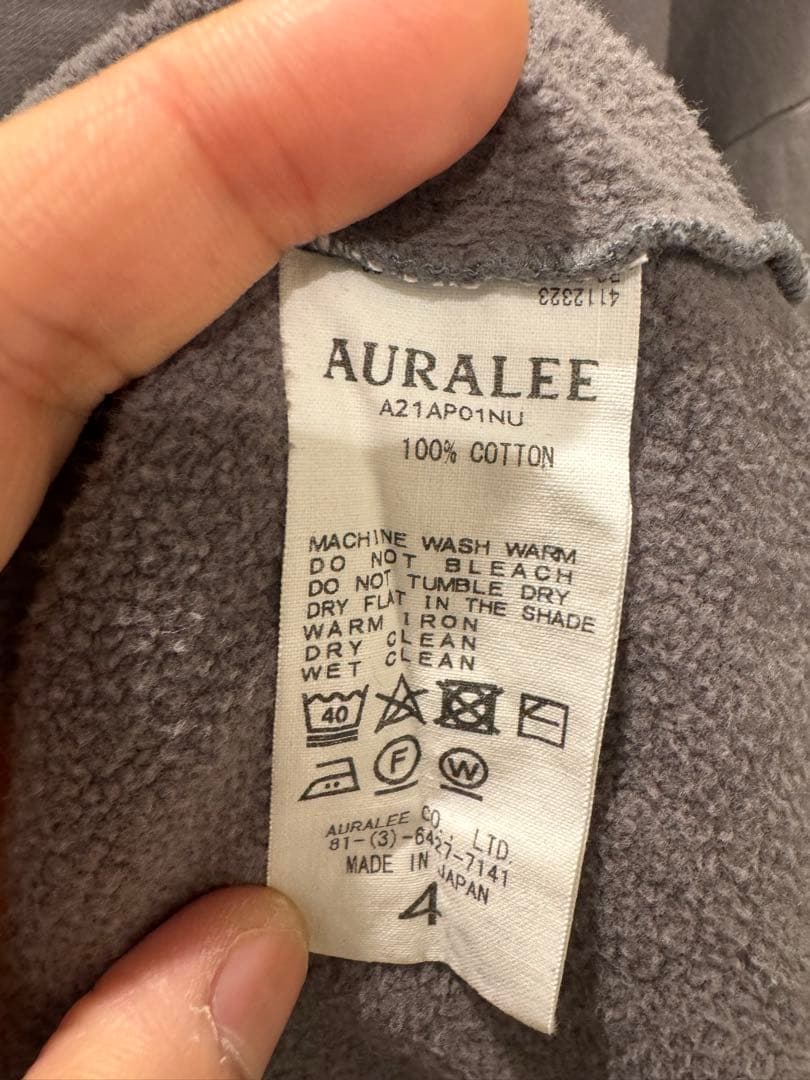 4112323
AURALEE
A21AP01NU
100% COTTON
MACHINE WASH WARM
DO NOT BLEACH
DO NOT TUMBLE DRY
DRY FLAT IN THE SHADE
WARM IRON
DRY CLEAN
WET CLEAN
40
F
W
AURALEE CO., LTD.
81-(3)-6427-7141
MADE IN JAPAN
4